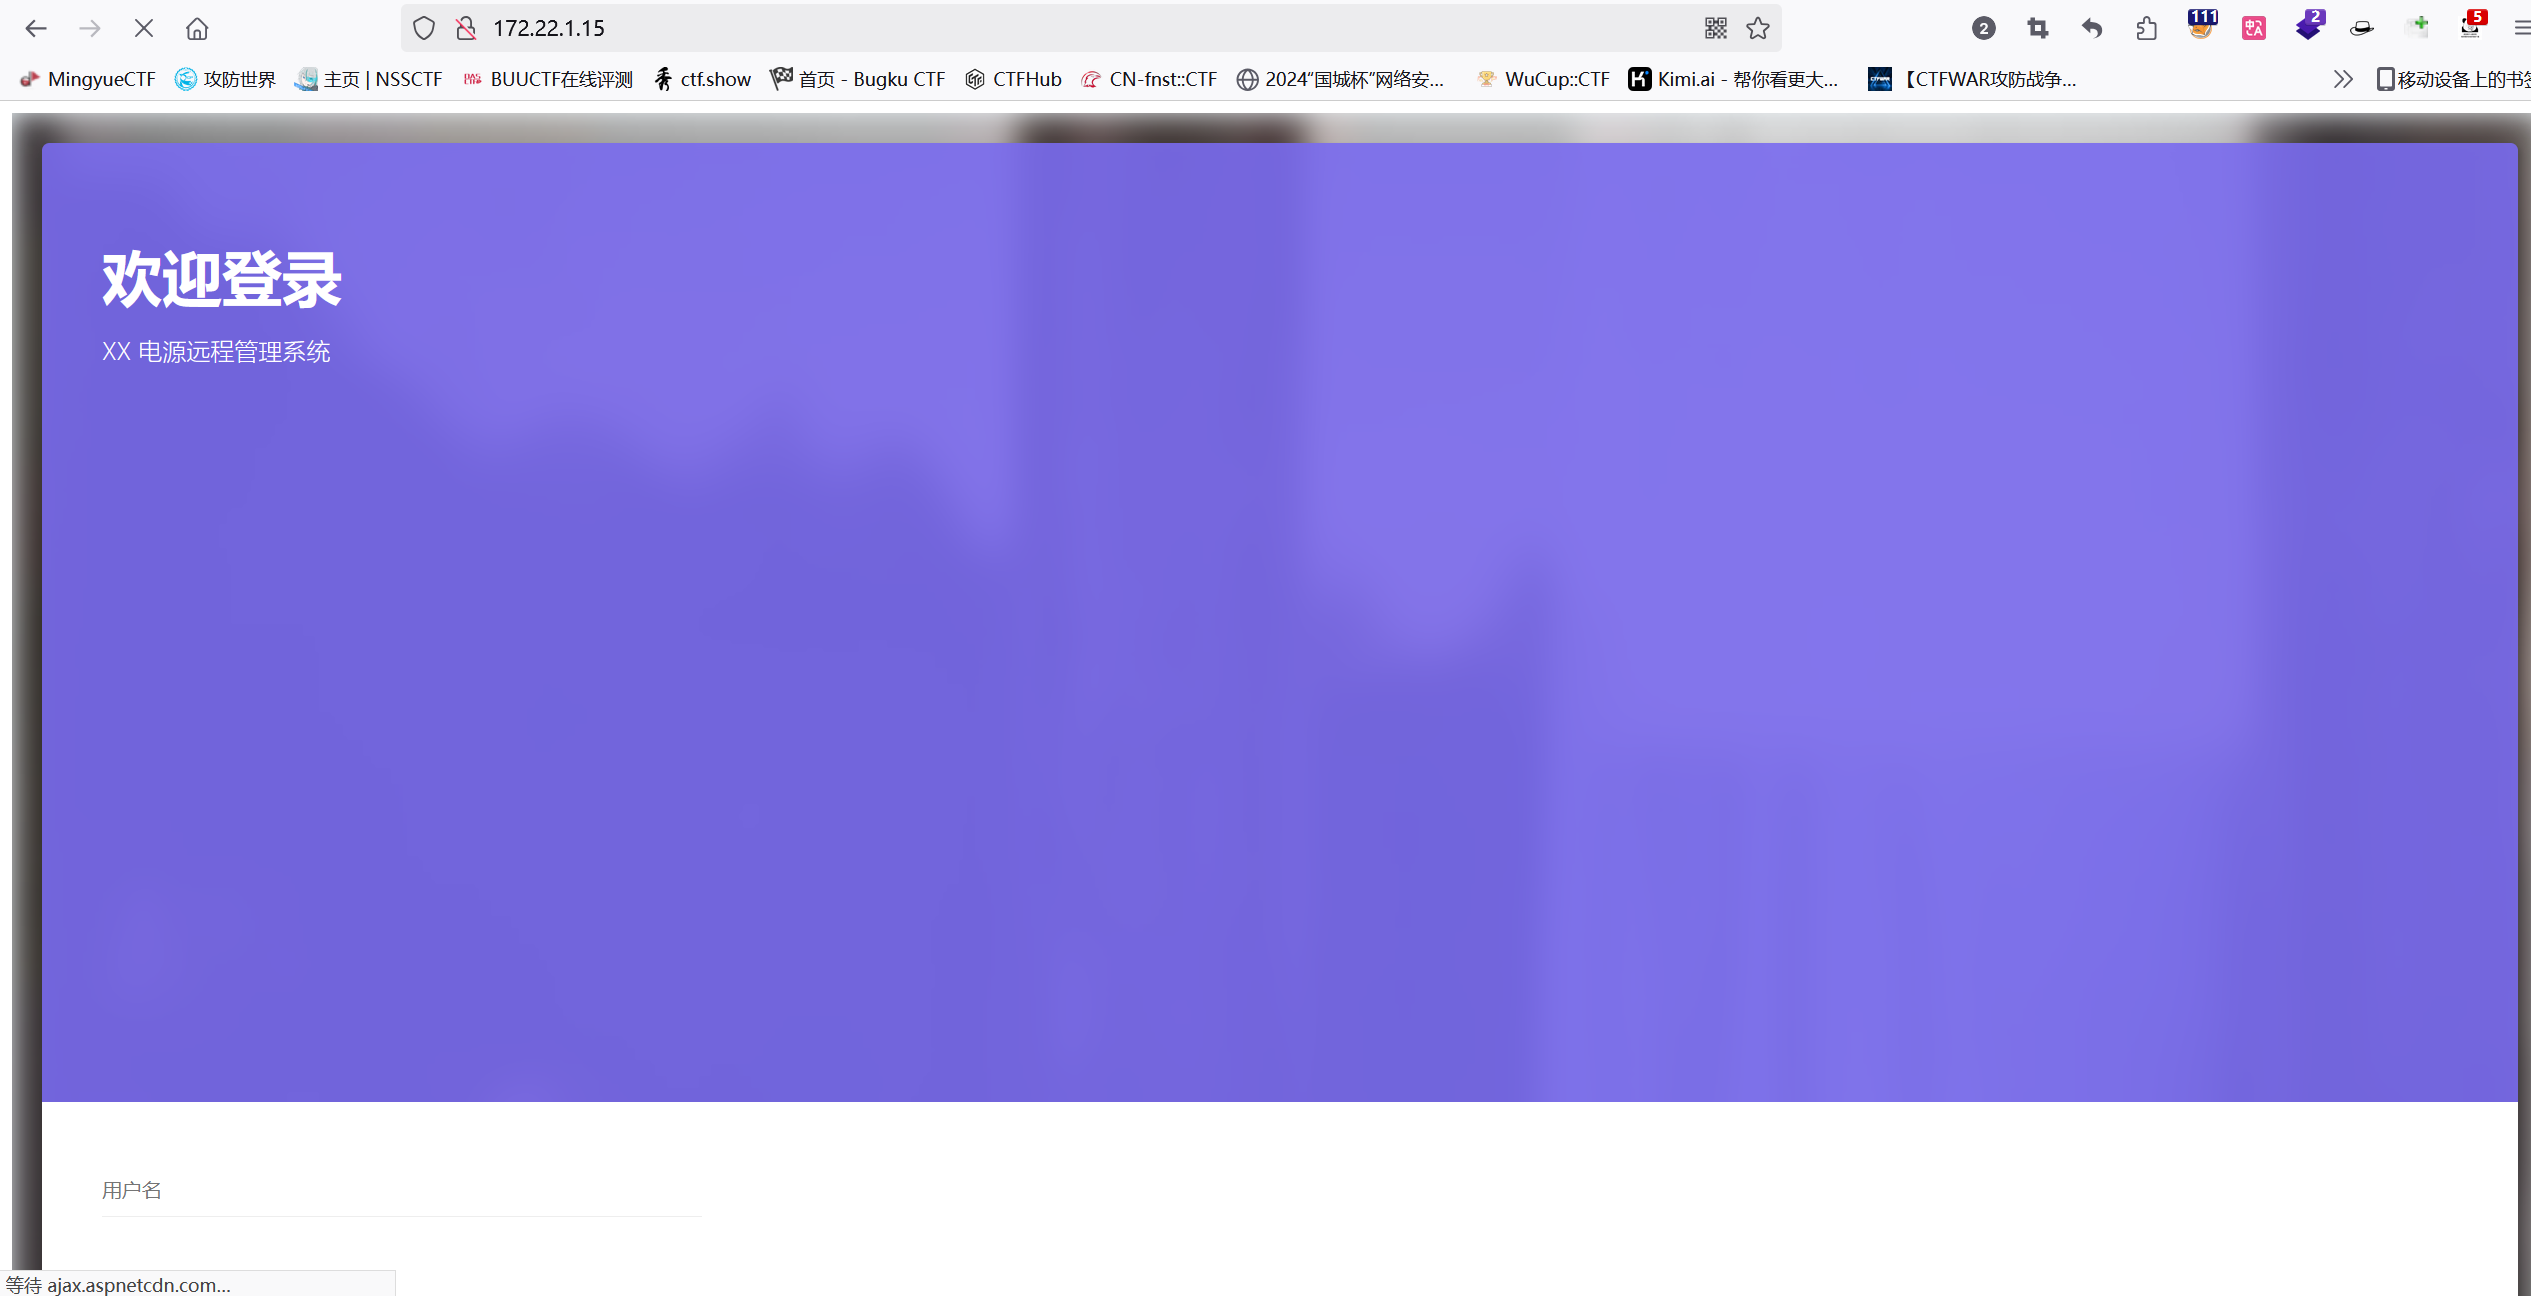 172.22.1.15
2
111
2
5
MingyueCTF 攻防世界 主页 | NSSCTF BUUCTF在线评测 ctf.show 首页 - Bugku CTF CTFHub CN-fnst::CTF 2024“国城杯”网络安... WuCup::CTF Kimi.ai - 帮你看更大... 【CTFWAR攻防战争... 移动设备上的书签
欢迎登录
XX 电源远程管理系统
用户名
等待 ajax.aspnetcdn.com...